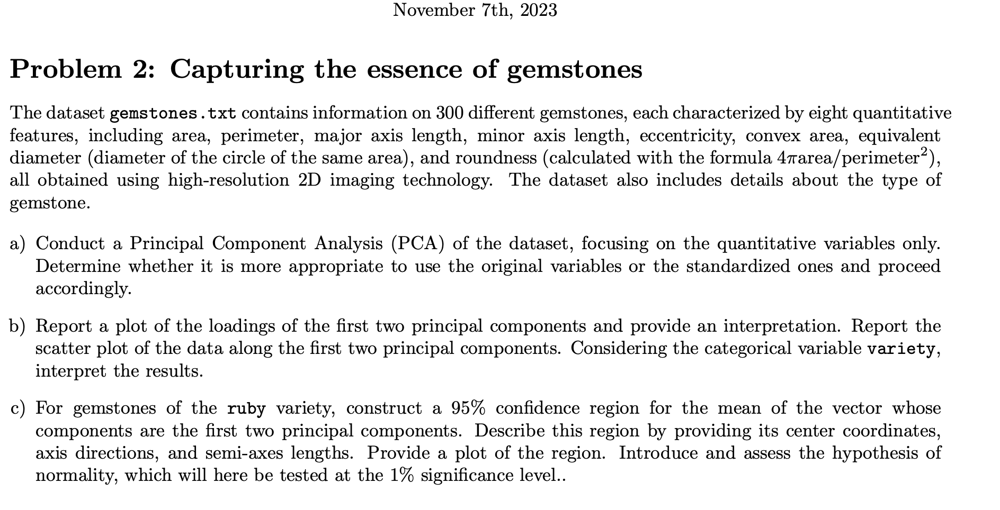 November 7th, 2023
Problem 2: Capturing the essence of gemstones
The dataset gemstones.txt contains information on 300 different gemstones, each characterized by eight quantitative
features, including area, perimeter, major axis length, minor axis length, eccentricity, convex area, equivalent
diameter (diameter of the circle of the same area), and roundness (calculated with the formula 4πarea/perimeter²),
all obtained using high-resolution 2D imaging technology. The dataset also includes details about the type of
gemstone.
a) Conduct a Principal Component Analysis (PCA) of the dataset, focusing on the quantitative variables only.
Determine whether it is more appropriate to use the original variables or the standardized ones and proceed
accordingly.
b) Report a plot of the loadings of the first two principal components and provide an interpretation. Report the
scatter plot of the data along the first two principal components. Considering the categorical variable variety,
interpret the results.
c) For gemstones of the ruby variety, construct a 95% confidence region for the mean of the vector whose
components are the first two principal components. Describe this region by providing its center coordinates,
axis directions, and semi-axes lengths. Provide a plot of the region. Introduce and assess the hypothesis of
normality, which will here be tested at the 1% significance level..